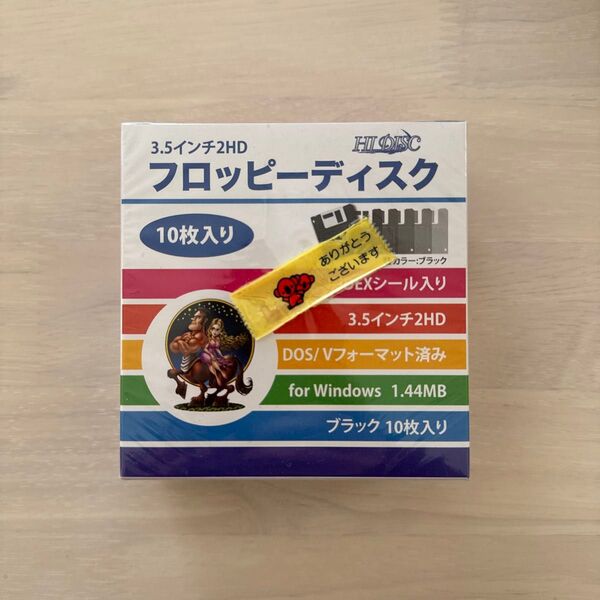 3.5インチ2HD
HI DISC
フロッピーディスク
10枚入り
カラー:ブラック
ありがとう
ございます
DEXシール入り
3.5インチ2HD
DOS/Vフォーマット済み
for Windows 1.44MB
ブラック 10枚入り